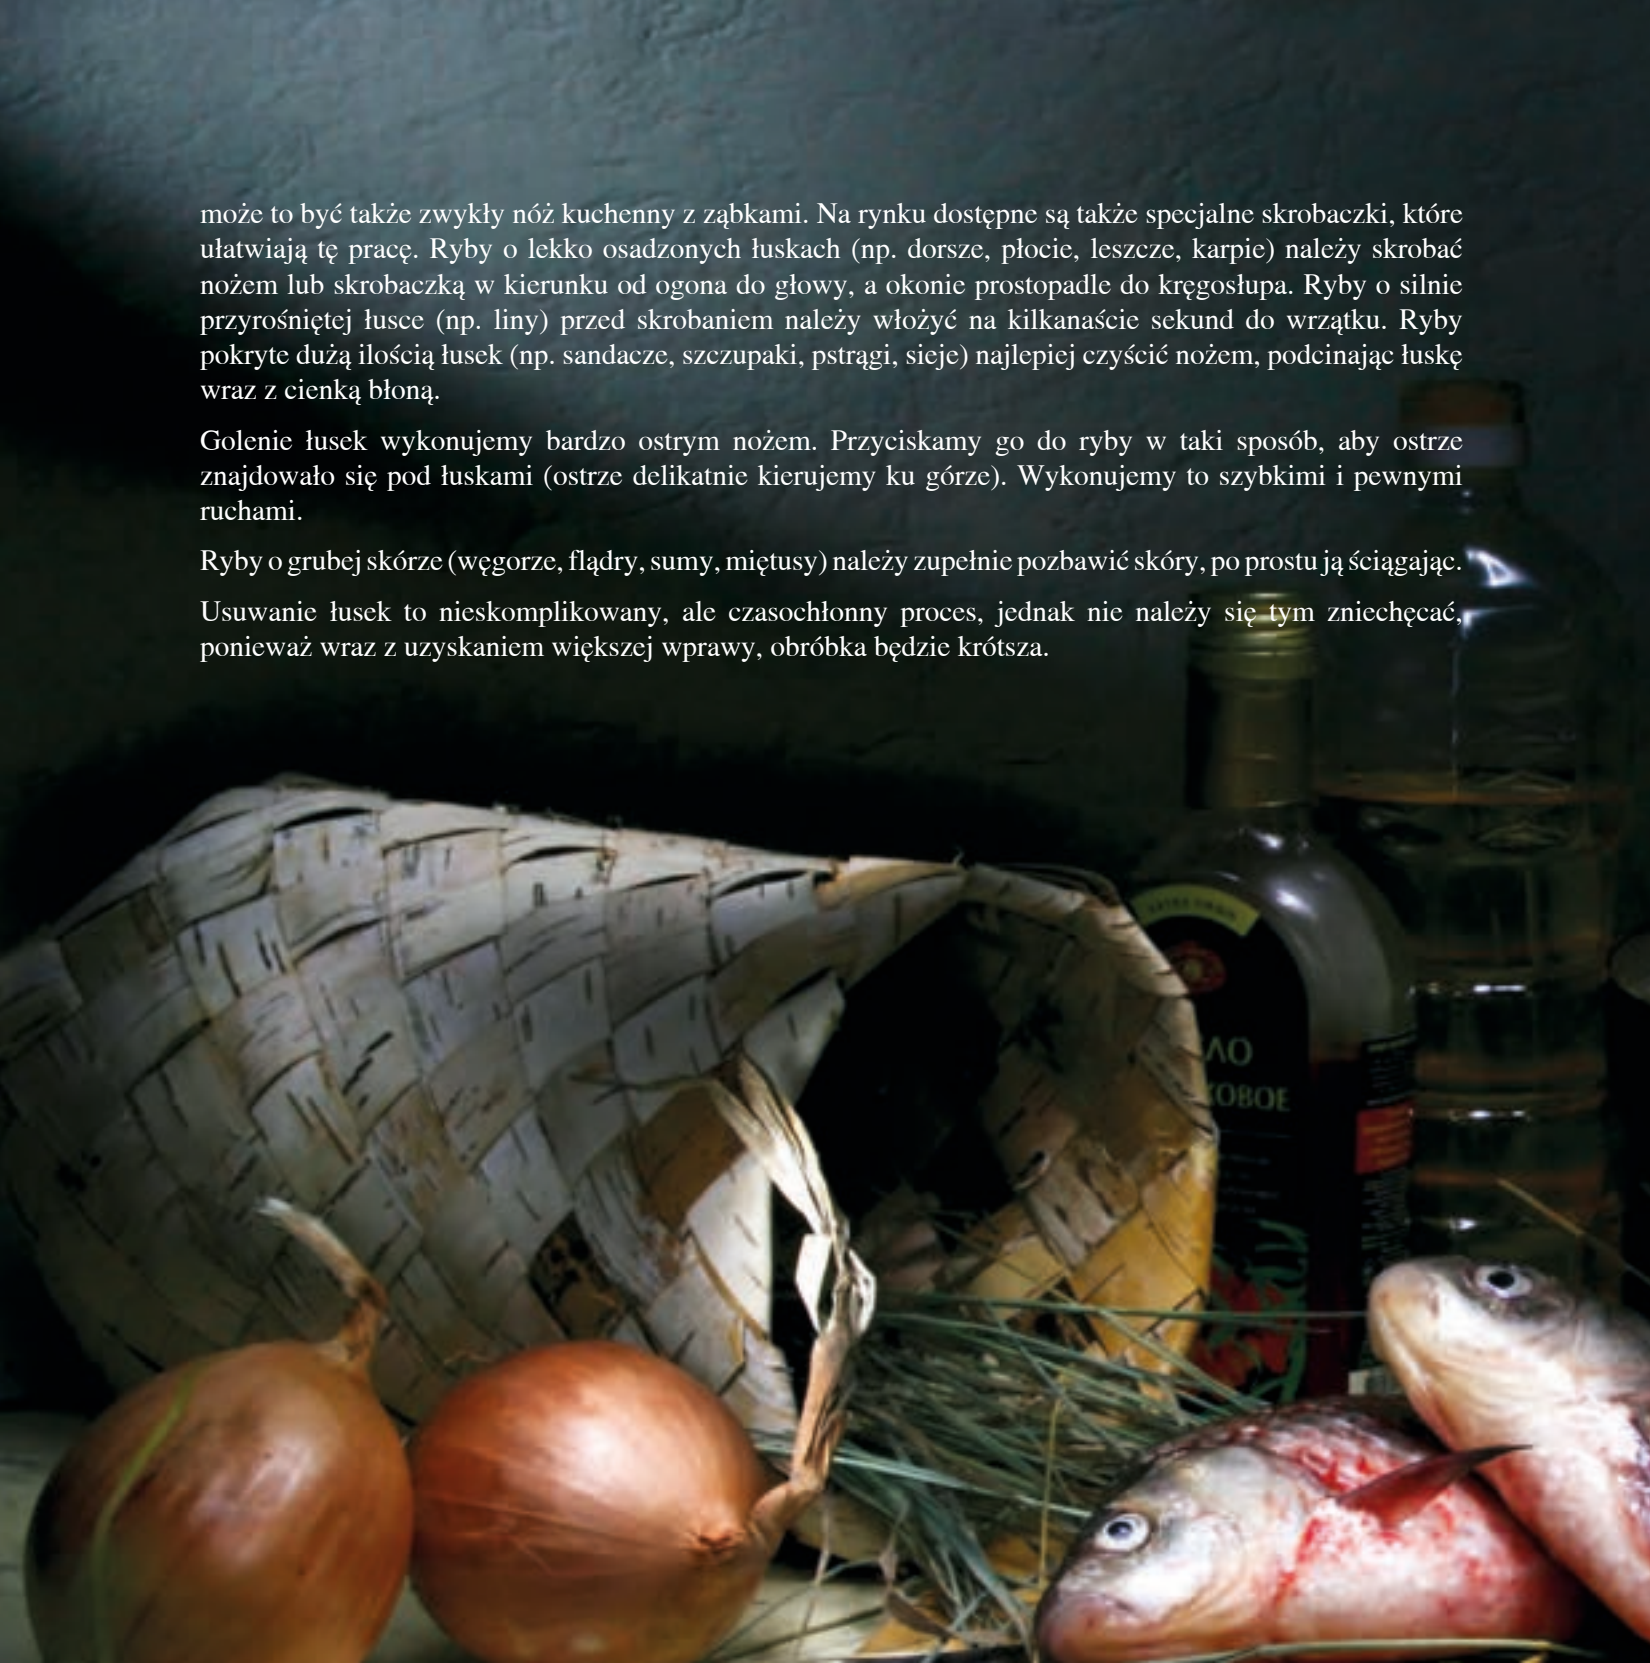 może to być także zwykły nóż kuchenny z ząbkami. Na rynku dostępne są także specjalne skrobaczki, które
ułatwiają tę pracę. Ryby o lekko osadzonych łuskach (np. dorsze, płocie, leszcze, karpie) należy skrobać
nożem lub skrobaczką w kierunku od ogona do głowy, a okonie prostopadle do kręgosłupa. Ryby o silnie
przyrośniętej łusce (np. liny) przed skrobaniem należy włożyć na kilkanaście sekund do wrzątku. Ryby
pokryte dużą ilością łusek (np. sandacze, szczupaki, pstrągi, sieje) najlepiej czyścić nożem, podcinając łuskę
wraz z cienką błoną.
Golenie łusek wykonujemy bardzo ostrym nożem. Przyciskamy go do ryby w taki sposób, aby ostrze
znajdowało się pod łuskami (ostrze delikatnie kierujemy ku górze). Wykonujemy to szybkimi i pewnymi
ruchami.
Ryby o grubej skórze (węgorze, flądry, sumy, miętusy) należy zupełnie pozbawić skóry, po prostu ją ściągając.
Usuwanie łusek to nieskomplikowany, ale czasochłonny proces, jednak nie należy się tym zniechęcać,
ponieważ wraz z uzyskaniem większej wprawy, obróbka będzie krótsza.
ЛО
КОВОЕ